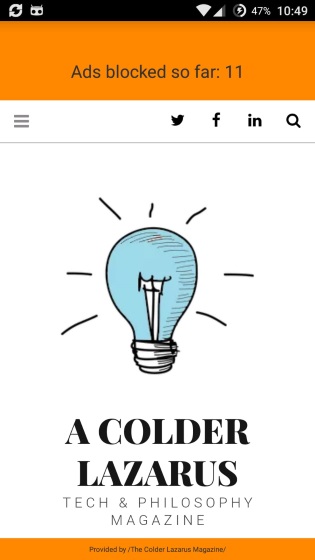 47% 10:49
Ads blocked so far: 11
A COLDER
LAZARUS
TECH & PHILOSOPHY
MAGAZINE
Provided by /The Colder Lazarus Magazine/